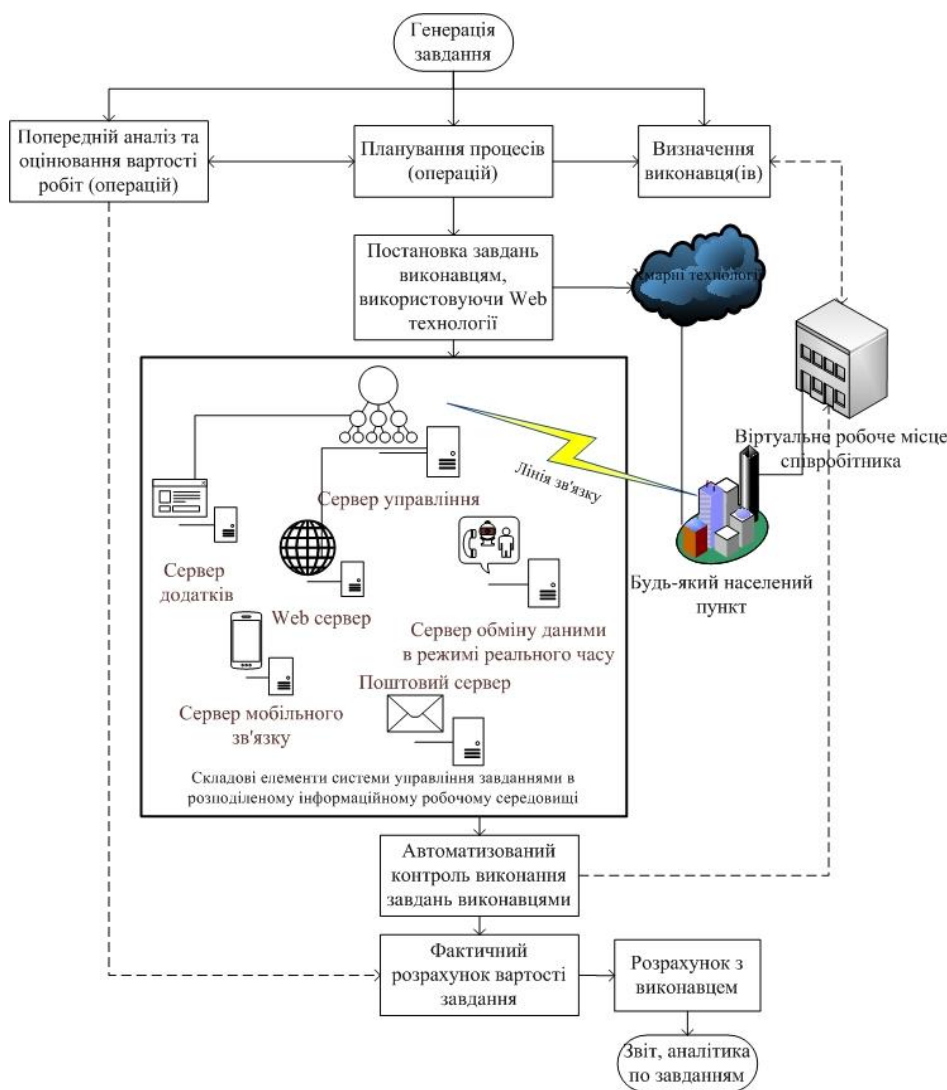 Генерація
завдання
Попередній аналіз та
оцінювання вартості
робіт (операцій)
Планування процесів
(операцій)
Визначення
виконавця(ів)
Постановка завдань
виконавцям,
використовуючи Web
технології
Хмарні технології
Віртуальне робоче місце
співробітника
Лінія зв'язку
Сервер управління
Будь-який населений
пункт
Сервер
додатків
Web сервер
Сервер обміну даними
в режимі реального часу
Поштовий сервер
Сервер мобільного
зв'язку
Складові елементи системи управління завданнями в
розподіленому інформаційному робочому середовищі
Автоматизований
контроль виконання
завдань виконавцями
Фактичний
розрахунок вартості
завдання
Розрахунок з
виконавцем
Звіт, аналітика
по завданням